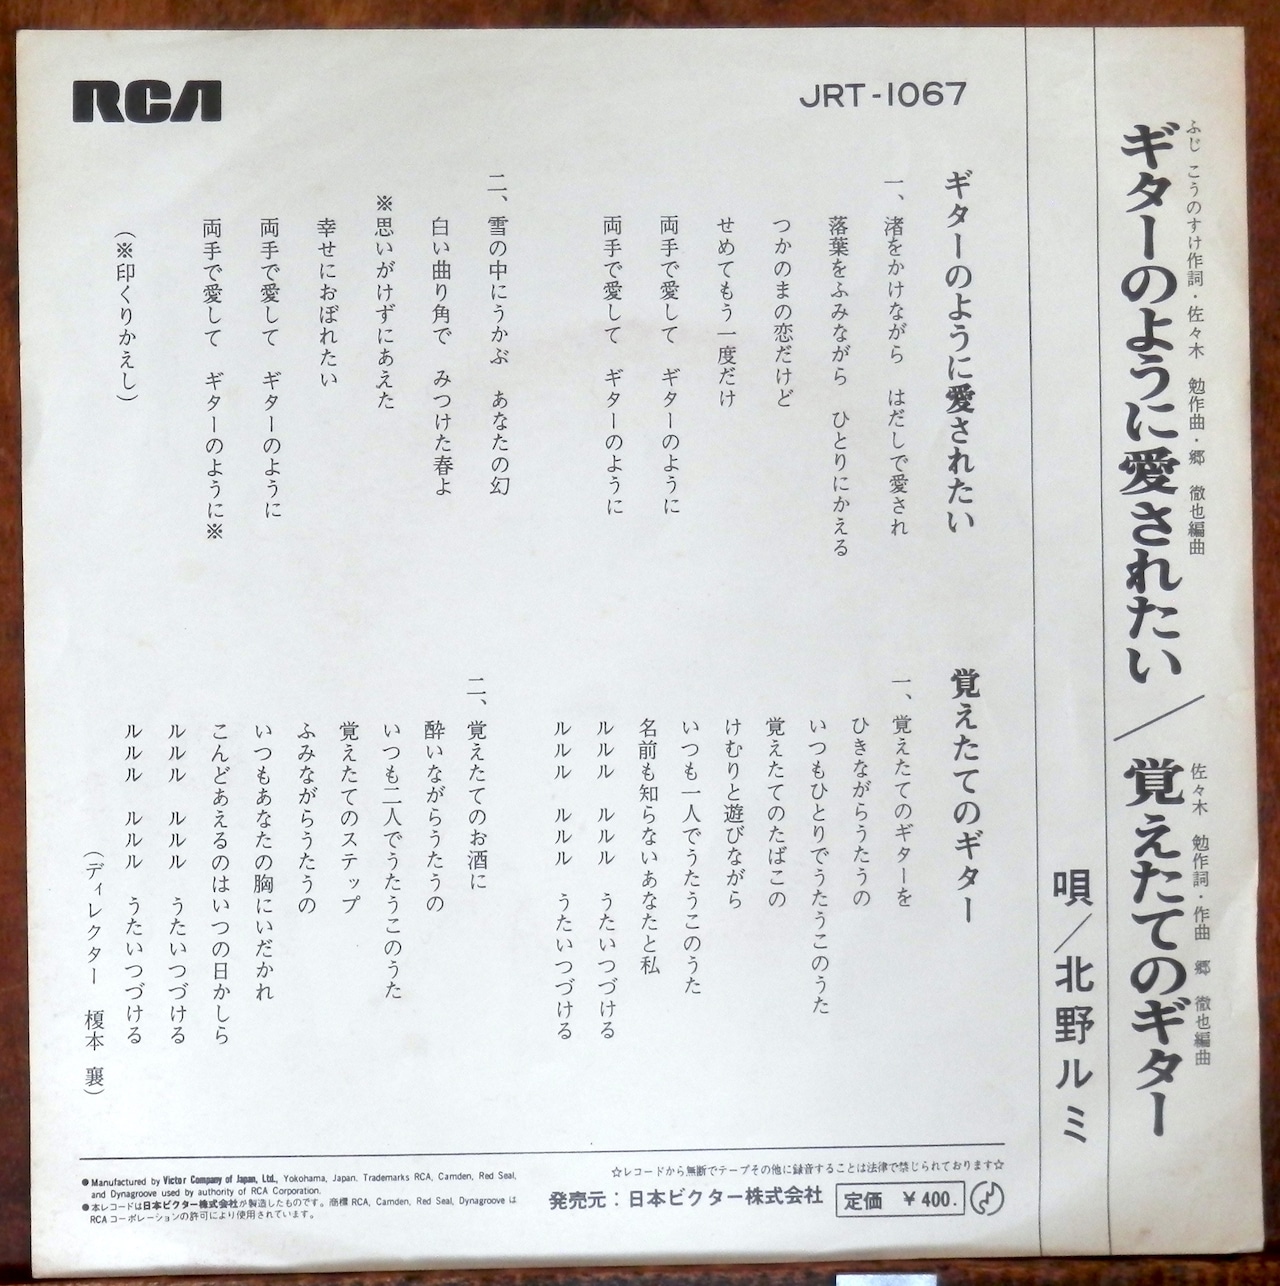 ふじ こうのすけ作詞・佐々木 勉作曲・郷 徹也編曲
ギターのように愛されたい／覚えたてのギター
佐々木 勉作詞・作曲 郷 徹也編曲
唄／北野ルミ
RCA
JRT-1067
ギターのように愛されたい
一、渚をかけながら はだしで愛され
落葉をふみながら ひとりにかえる
つかのまの恋だけど
せめてもう一度だけ
両手で愛して ギターのように
両手で愛して ギターのように
二、雪の中にうかぶ あなたの幻
白い曲り角で みつけた春よ
※思いがけずにあえた
幸せにおぼれたい
両手で愛して ギターのように
両手で愛して ギターのように※
（※印くりかえし）
覚えたてのギター
一、覚えたてのギターを
ひきながらうたうの
いつもひとりでうたうこのうた
覚えたてのたばこの
けむりと遊びながら
いつも一人でうたうこのうた
名前も知らないあなたと私
ルルル ルルル うたいつづける
ルルル ルルル うたいつづける
二、覚えたてのお酒に
酔いながらうたうの
いつも二人でうたうこのうた
覚えたてのステップ
ふみながらうたうの
いつもあなたの胸にいだかれ
こんどあえるのはいつの日かしら
ルルル ルルル うたいつづける
ルルル ルルル うたいつづける
（ディレクター 榎本 襄）
●Manufactured by Victor Company of Japan, Ltd., Yokohama, Japan. Trademarks RCA, Camden, Red Seal,
and Dynagroove used by authority of RCA Corporation.
●本レコードは日本ビクター株式会社が製造したものです。商標 RCA, Camden, Red Seal, Dynagroove は
RCAコーポレーションの許可により使用されています。
☆レコードから無断でテープその他に録音することは法律で禁じられております☆
発売元：日本ビクター株式会社 定価 ￥400.